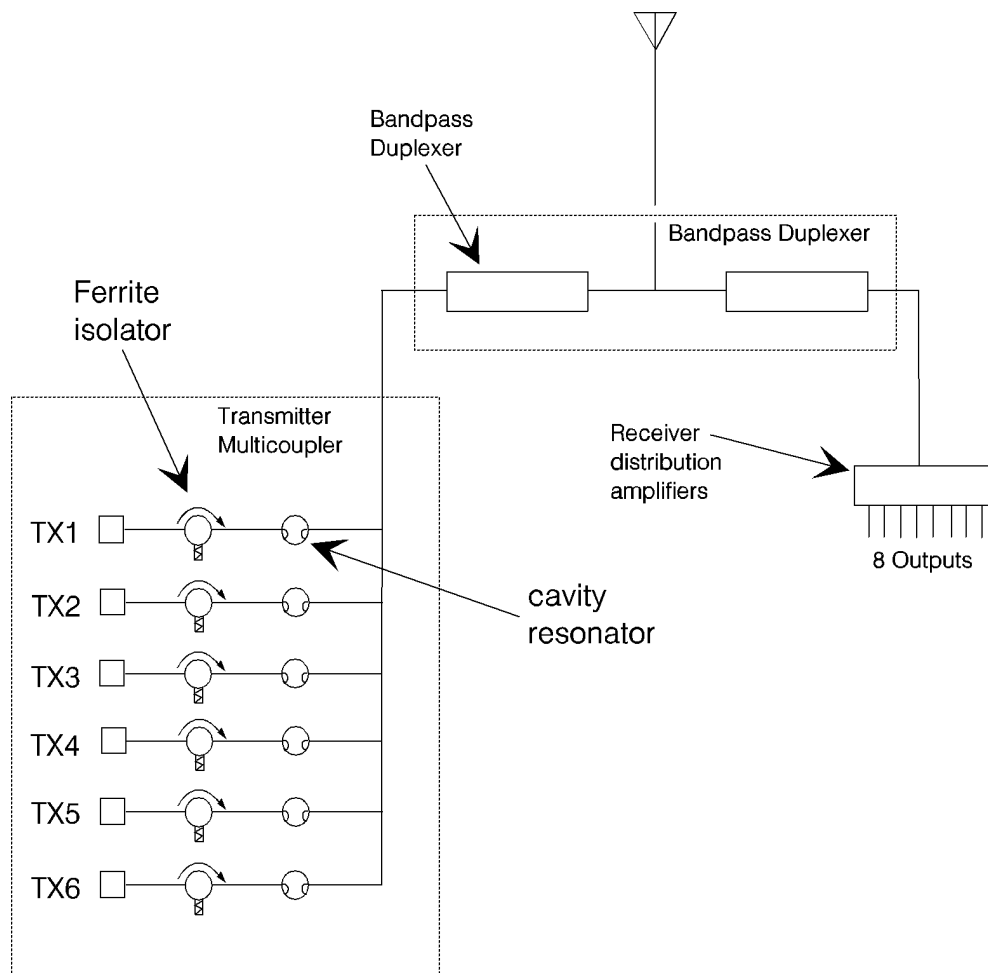 Bandpass
Duplexer
Bandpass Duplexer
Ferrite
isolator
Transmitter
Multicoupler
Receiver
distribution
amplifiers
TX1
8 Outputs
TX2
cavity
resonator
TX3
TX4
TX5
TX6